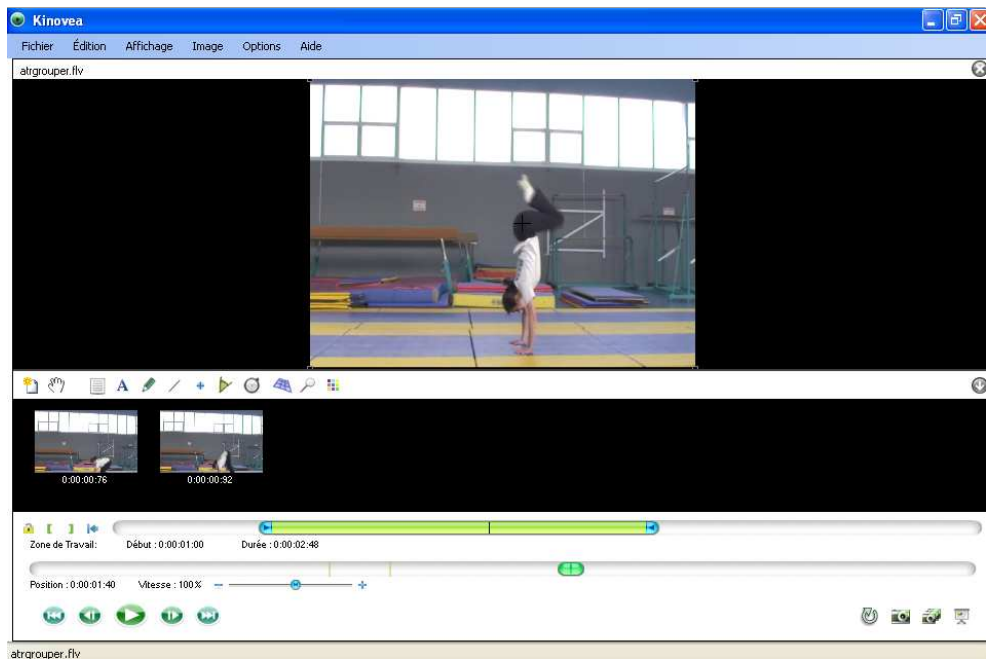 Kinovea
Fichier Édition Affichage Image Options Aide
atrgrouper.flv
A
0:00:00:76 0:00:00:92
Zone de Travail: Début : 0:00:01:00 Durée : 0:00:02:48
Position : 0:00:01:40 Vitesse : 100% 
atrgrouper.flv